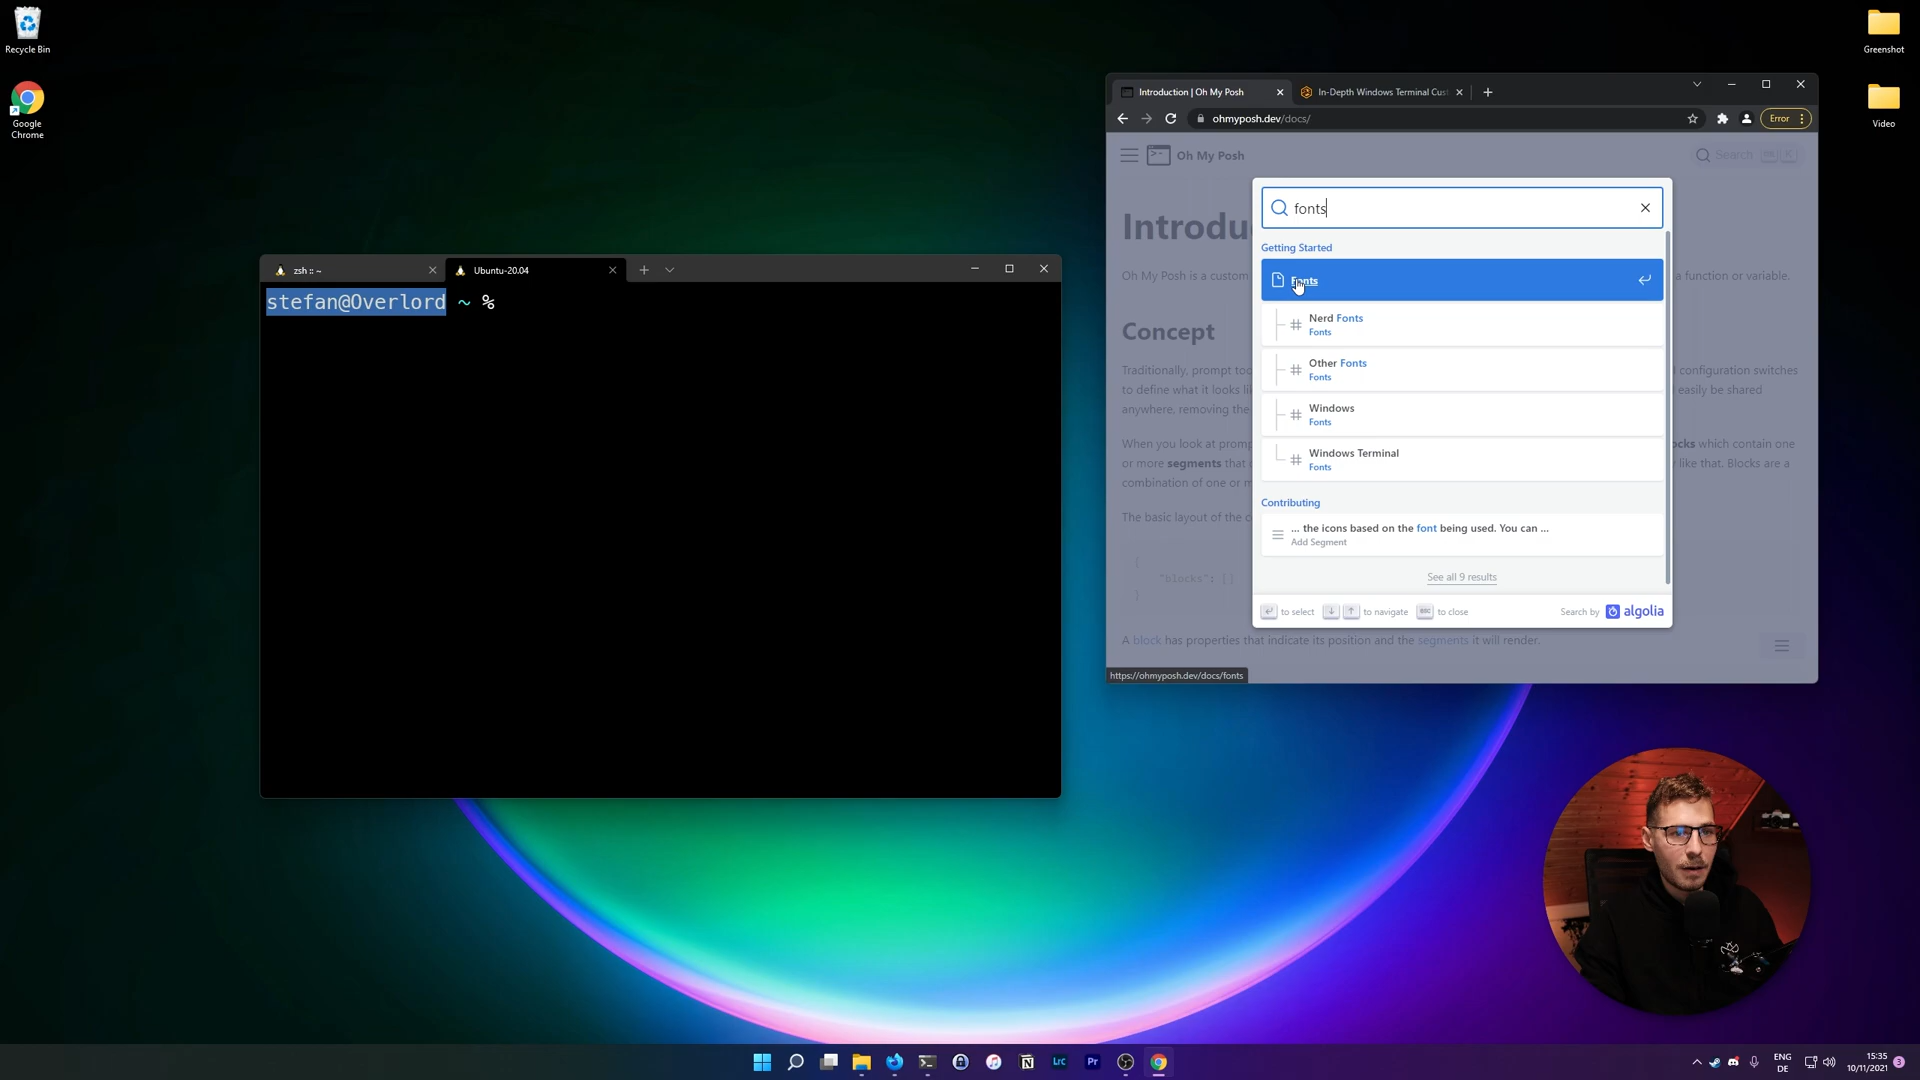 Recycle Bin
Google
Chrome
Greenshot
Video
zsh :: ~
Ubuntu-20.04
stefan@Overlord ~ %
Introduction | Oh My Posh
In-Depth Windows Terminal Cus
ohmyposh.dev/docs/
Error
Oh My Posh
Search
K
fonts
Introdu
Getting Started
Oh My Posh is a custom
a function or variable.
Fonts
Nerd Fonts
Fonts
Concept
Other Fonts
Fonts
Traditionally, prompt too
l configuration switches
to define what it looks li
easily be shared
anywhere, removing the
Windows
Fonts
When you look at promp
ocks which contain one
or more segments that
like that. Blocks are a
combination of one or m
Windows Terminal
Fonts
Contributing
The basic layout of the c
... the icons based on the font being used. You can ...
Add Segment
{
"blocks": []
}
See all 9 results
to select
to navigate
esc to close
Search by algolia
A block has properties that indicate its position and the segments it will render.
https://ohmyposh.dev/docs/fonts
Lrc
Pr
ENG
DE
15:35
10/11/2021
3